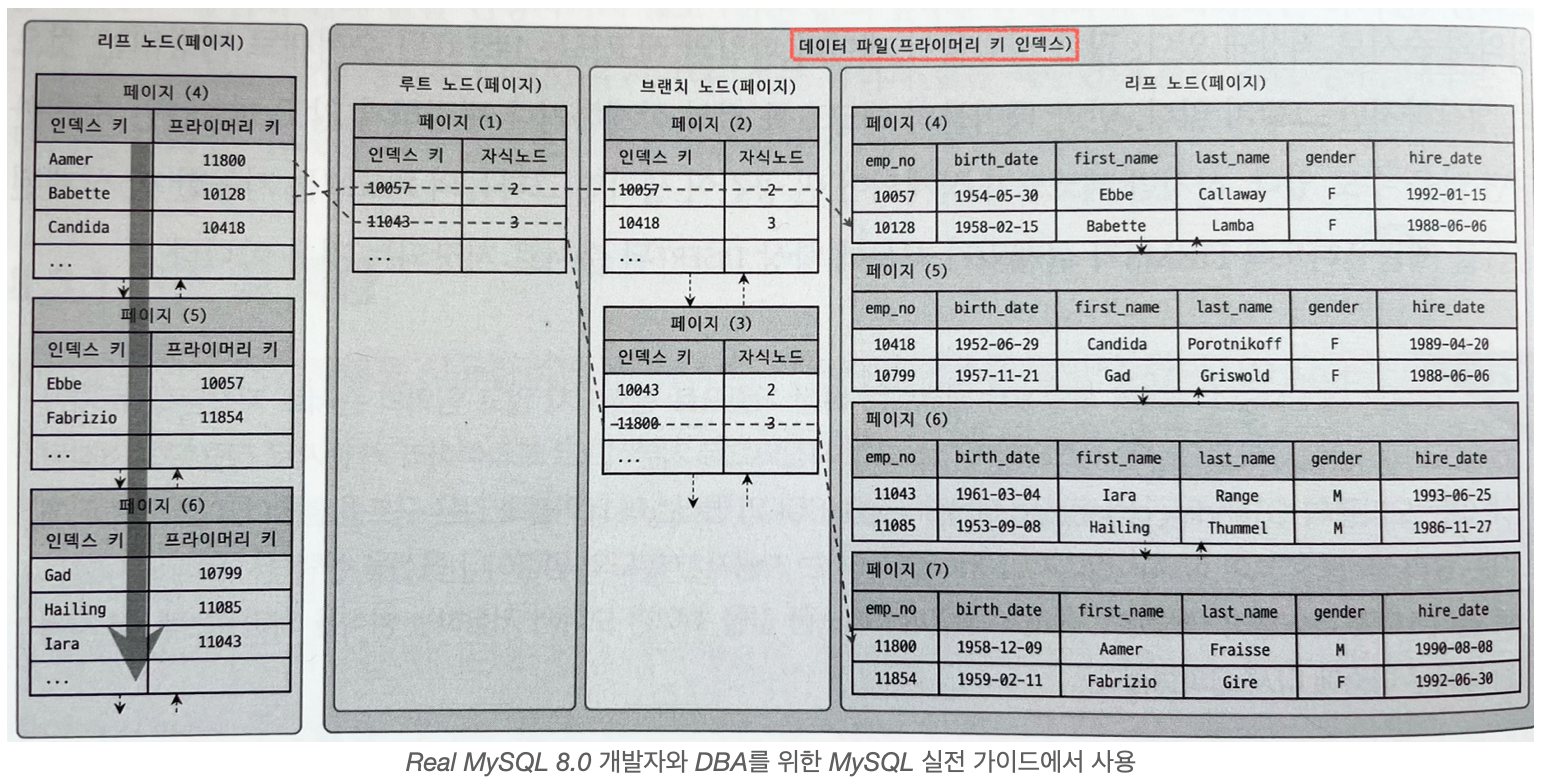 리프 노드(페이지)
페이지 (4)
인덱스 키 프라이머리 키
Aamer 11800
Babette 10128
Candida 10418
...
페이지 (5)
인덱스 키 프라이머리 키
Ebbe 10057
Fabrizio 11854
...
페이지 (6)
인덱스 키 프라이머리 키
Gad 10799
Hailing 11085
Iara 11043
...
데이터 파일(프라이머리 키 인덱스)
루트 노드(페이지)
페이지 (1)
인덱스 키 자식노드
10057 2
11043 3
...
브랜치 노드(페이지)
페이지 (2)
인덱스 키 자식노드
10057 2
10418 3
...
페이지 (3)
인덱스 키 자식노드
10043 2
11800 3
...
리프 노드(페이지)
페이지 (4)
emp_no birth_date first_name last_name gender hire_date
10057 1954-05-30 Ebbe Callaway F 1992-01-15
10128 1958-02-15 Babette Lamba F 1988-06-06
페이지 (5)
emp_no birth_date first_name last_name gender hire_date
10418 1952-06-29 Candida Porotnikoff F 1989-04-20
10799 1957-11-21 Gad Griswold F 1988-06-06
페이지 (6)
emp_no birth_date first_name last_name gender hire_date
11043 1961-03-04 Iara Range M 1993-06-25
11085 1953-09-08 Hailing Thummel M 1986-11-27
페이지 (7)
emp_no birth_date first_name last_name gender hire_date
11800 1958-12-09 Aamer Fraisse M 1990-08-08
11854 1959-02-11 Fabrizio Gire F 1992-06-30
Real MySQL 8.0 개발자와 DBA를 위한 MySQL 실전 가이드에서 사용